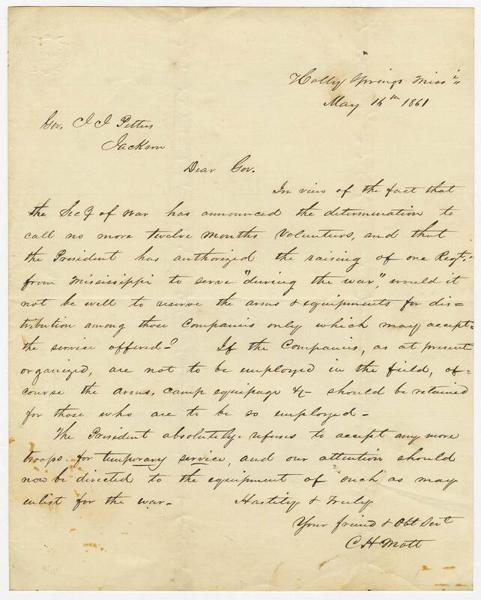 Holly Springs Missi
May 16th 1861
Gov. J J Pettus
Jackson
Dear Gov.
In view of the fact that
the Secy of War has announced the determination to
call no more twelve months Volunteers, and that
the President has authorized the raising of one Regt.
from Mississippi to serve "during the war", would it
not be well to reserve the arms & equipments for dis=
tribution among those Companies only which may accept
the service offered? If the Companies, as at present
organized, are not to be employed in the field, of=
course the arms, camp equipage &c should be retained
for those who are to be so employed -
The President absolutely refuses to accept any more
troops for temporary service, and our attention should
now be directed to the equipment of such as may
enlist for the war - Hastily & Truly
Your friend & Obt Svt
C H Mott